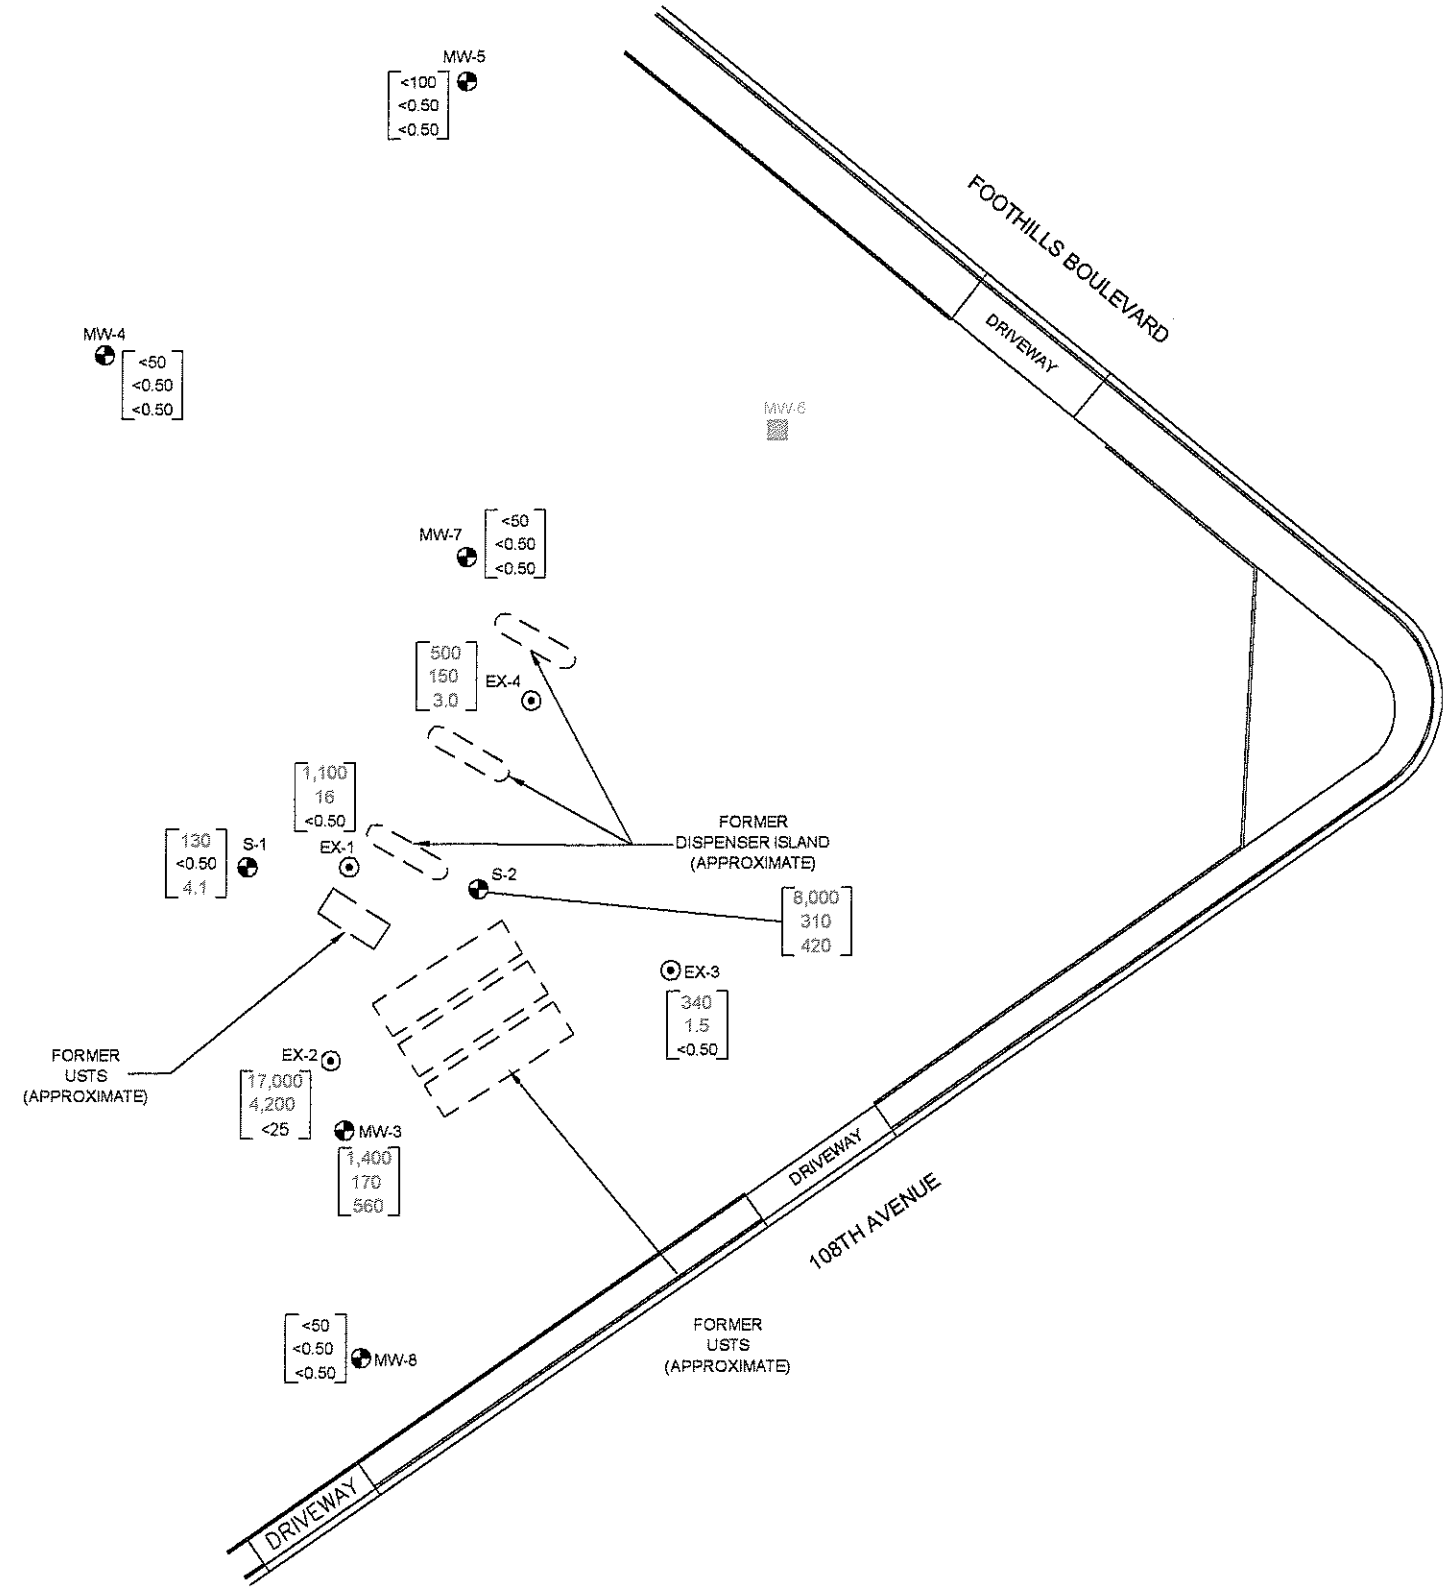 MW-5
<100
<0.50
<0.50
FOOTHILLS BOULEVARD
DRIVEWAY
MW-4
<50
<0.50
<0.50
MW-6
MW-7
<50
<0.50
<0.50
500
150
3.0
EX-4
1,100
16
<0.50
EX-1
FORMER
DISPENSER ISLAND
(APPROXIMATE)
130
<0.50
4.1
S-1
S-2
8,000
310
420
EX-3
340
1.5
<0.50
FORMER
USTS
(APPROXIMATE)
EX-2
17,000
4,200
<25
MW-3
1,400
170
560
DRIVEWAY
108TH AVENUE
<50
<0.50
<0.50
MW-8
FORMER
USTS
(APPROXIMATE)
DRIVEWAY